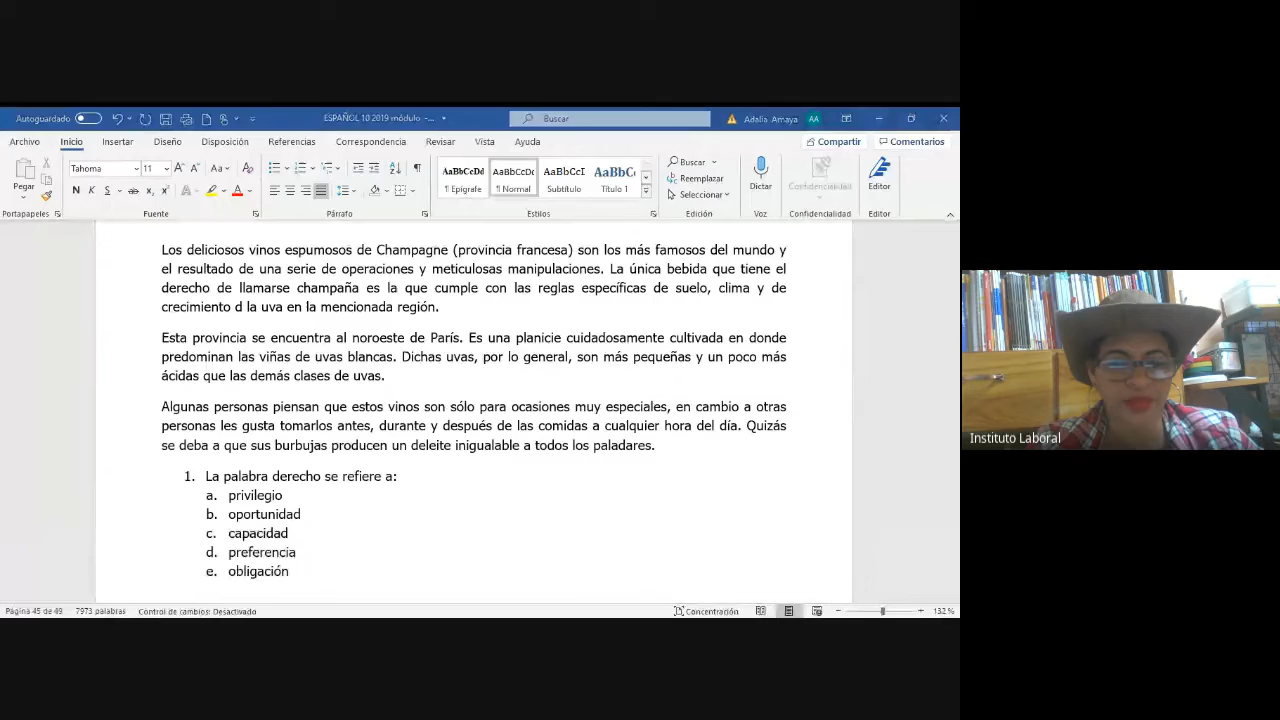 Autoguardado
ESPAÑOL 10 2019 módulo -...
Buscar
Adalia Amaya
AA
Archivo Inicio Insertar Diseño Disposición Referencias Correspondencia Revisar Vista Ayuda
Compartir
Comentarios
Tahoma
11
Aa
Pegar
N K S ab x₂ x²
AaBbCcDd AaBbCcDc AaBbCcI AaBbC
¶ Epígrafe ¶ Normal Subtítulo Título 1
Buscar
Reemplazar
Seleccionar
Dictar
Confidencialidad
Editor
Portapapeles Fuente Párrafo Estilos Edición Voz Confidencialidad Editor
Los deliciosos vinos espumosos de Champagne (provincia francesa) son los más famosos del mundo y
el resultado de una serie de operaciones y meticulosas manipulaciones. La única bebida que tiene el
derecho de llamarse champaña es la que cumple con las reglas específicas de suelo, clima y de
crecimiento d la uva en la mencionada región.
Esta provincia se encuentra al noroeste de París. Es una planicie cuidadosamente cultivada en donde
predominan las viñas de uvas blancas. Dichas uvas, por lo general, son más pequeñas y un poco más
ácidas que las demás clases de uvas.
Algunas personas piensan que estos vinos son sólo para ocasiones muy especiales, en cambio a otras
personas les gusta tomarlos antes, durante y después de las comidas a cualquier hora del día. Quizás
se deba a que sus burbujas producen un deleite inigualable a todos los paladares.
1. La palabra derecho se refiere a:
a. privilegio
b. oportunidad
c. capacidad
d. preferencia
e. obligación
Página 45 de 49 7973 palabras Control de cambios: Desactivado
Concentración
132 %
Instituto Laboral